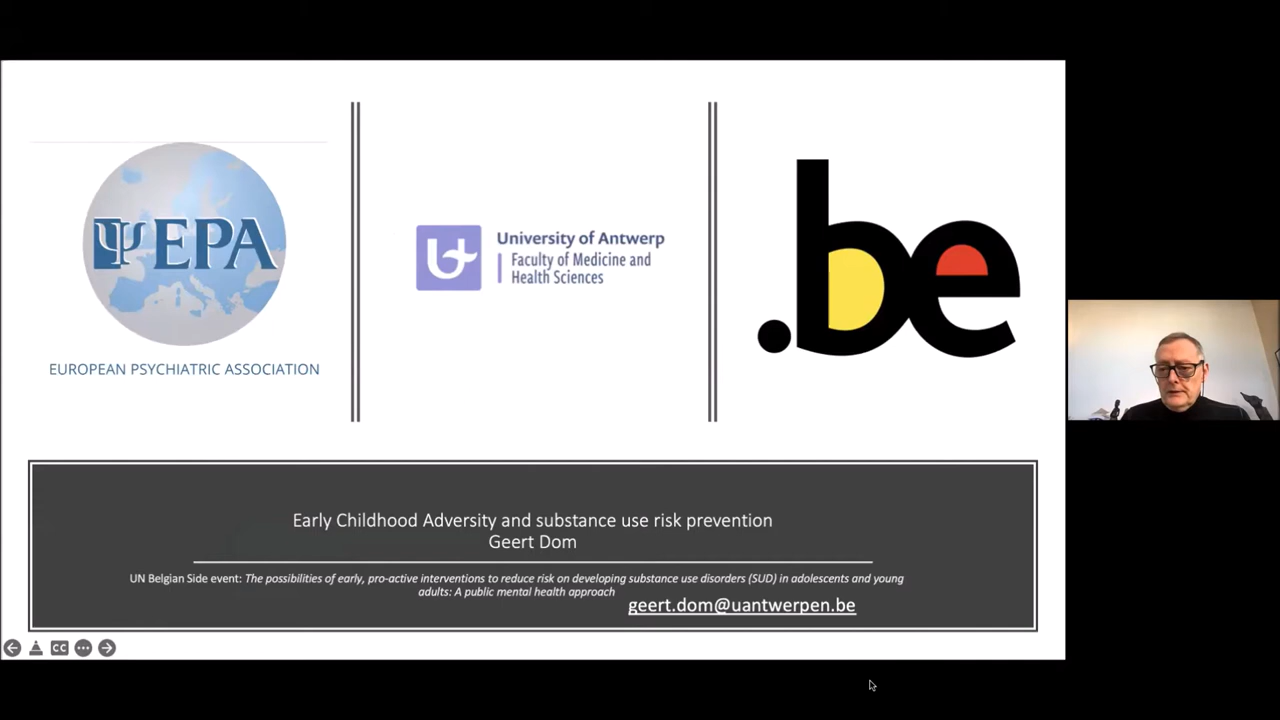 ΨEPA
EUROPEAN PSYCHIATRIC ASSOCIATION
University of Antwerp
Faculty of Medicine and
Health Sciences
.be
Early Childhood Adversity and substance use risk prevention
Geert Dom
UN Belgian Side event: The possibilities of early, pro-active interventions to reduce risk on developing substance use disorders (SUD) in adolescents and young
adults: A public mental health approach
geert.dom@uantwerpen.be
CC